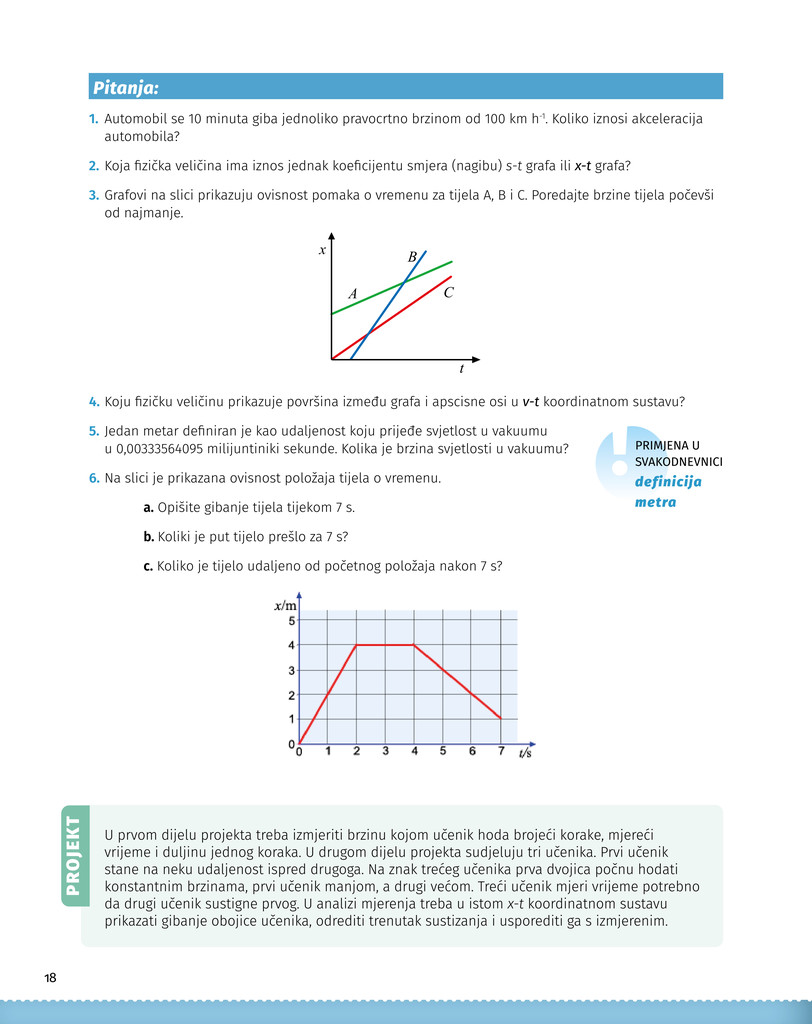 Pitanja:
1. Automobil se 10 minuta giba jednoliko pravocrtno brzinom od 100 km h⁻¹. Koliko iznosi akceleracija
automobila?
2. Koja fizička veličina ima iznos jednak koeficijentu smjera (nagibu) s-t grafa ili x-t grafa?
3. Grafovi na slici prikazuju ovisnost pomaka o vremenu za tijela A, B i C. Poredajte brzine tijela počevši
od najmanje.
x
B
A
C
t
4. Koju fizičku veličinu prikazuje površina između grafa i apscisne osi u v-t koordinatnom sustavu?
5. Jedan metar definiran je kao udaljenost koju prijeđe svjetlost u vakuumu
u 0,00333564095 milijuntiniki sekunde. Kolika je brzina svjetlosti u vakuumu?
PRIMJENA U
SVAKODNEVNICI
definicija
metra
6. Na slici je prikazana ovisnost položaja tijela o vremenu.
a. Opišite gibanje tijela tijekom 7 s.
b. Koliki je put tijelo prešlo za 7 s?
c. Koliko je tijelo udaljeno od početnog položaja nakon 7 s?
x/m
5
4
3
2
1
0
0 1 2 3 4 5 6 7 t/s
PROJEKT
U prvom dijelu projekta treba izmjeriti brzinu kojom učenik hoda brojeći korake, mjereći
vrijeme i duljinu jednog koraka. U drugom dijelu projekta sudjeluju tri učenika. Prvi učenik
stane na neku udaljenost ispred drugoga. Na znak trećeg učenika prva dvojica počnu hodati
konstantnim brzinama, prvi učenik manjom, a drugi većom. Treći učenik mjeri vrijeme potrebno
da drugi učenik sustigne prvog. U analizi mjerenja treba u istom x-t koordinatnom sustavu
prikazati gibanje obojice učenika, odrediti trenutak sustizanja i usporediti ga s izmjerenim.
18